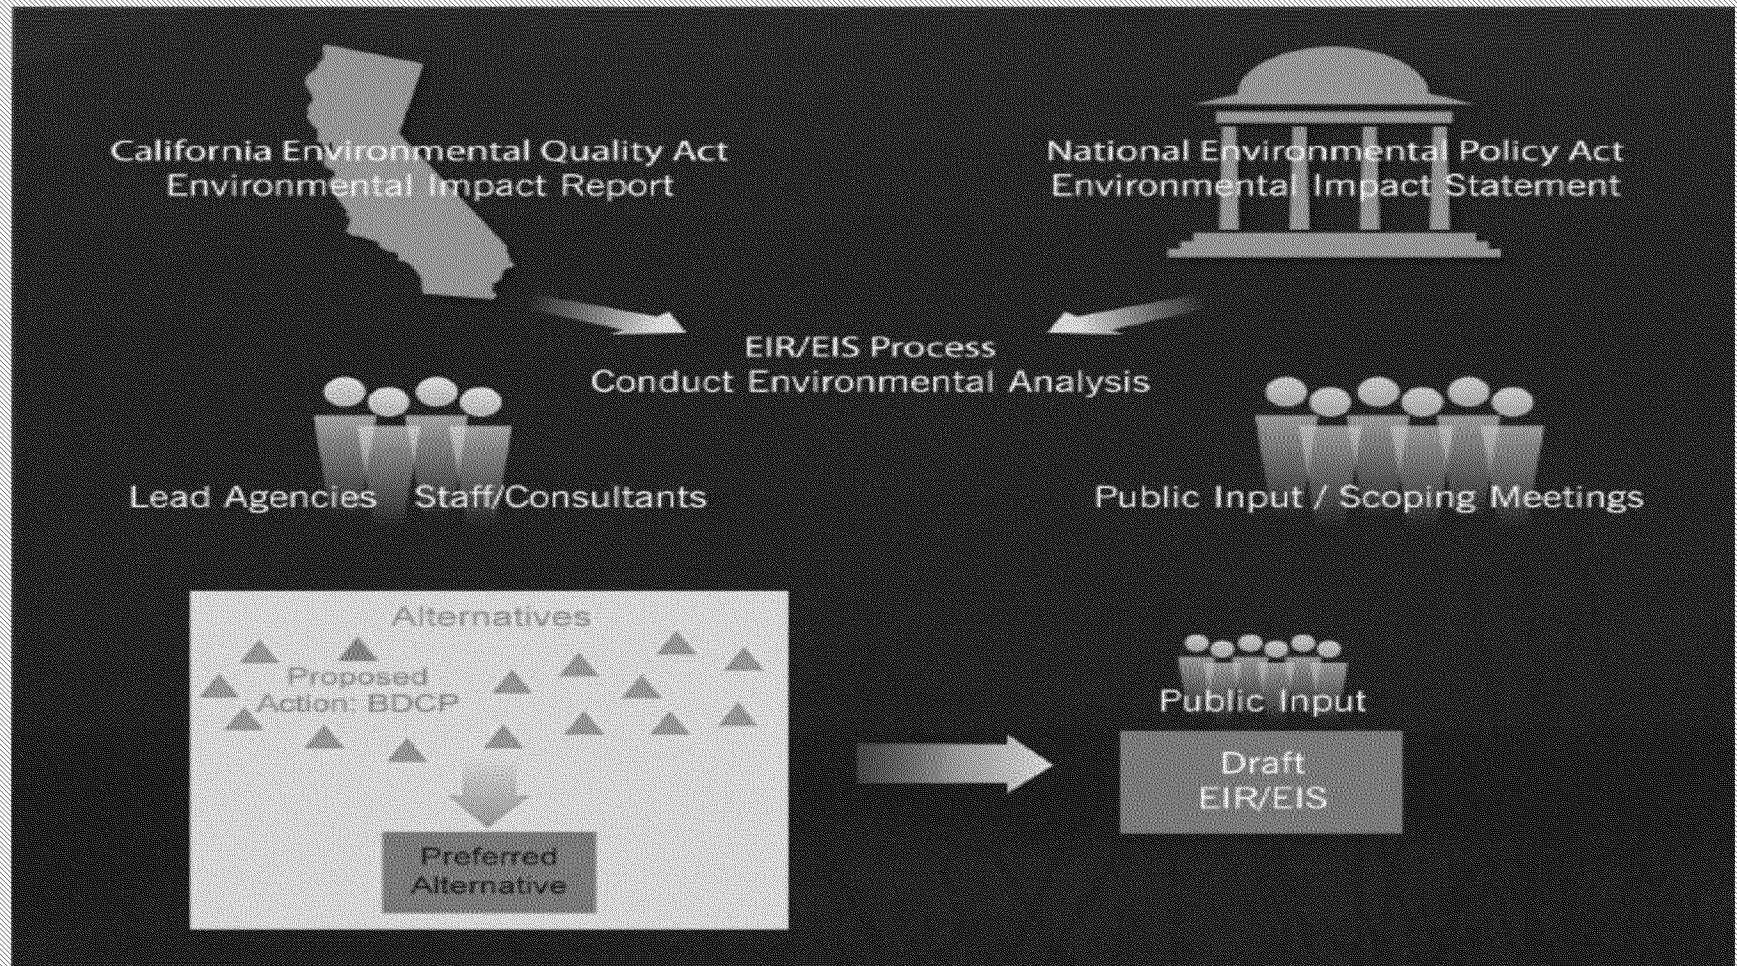 California Environmental Quality Act
Environmental Impact Report
National Environmental Policy Act
Environmental Impact Statement
EIR/EIS Process
Conduct Environmental Analysis
Lead Agencies Staff/Consultants
Public Input / Scoping Meetings
Alternatives
Proposed
Action: BDCP
Preferred
Alternative
Public Input
Draft
EIR/EIS